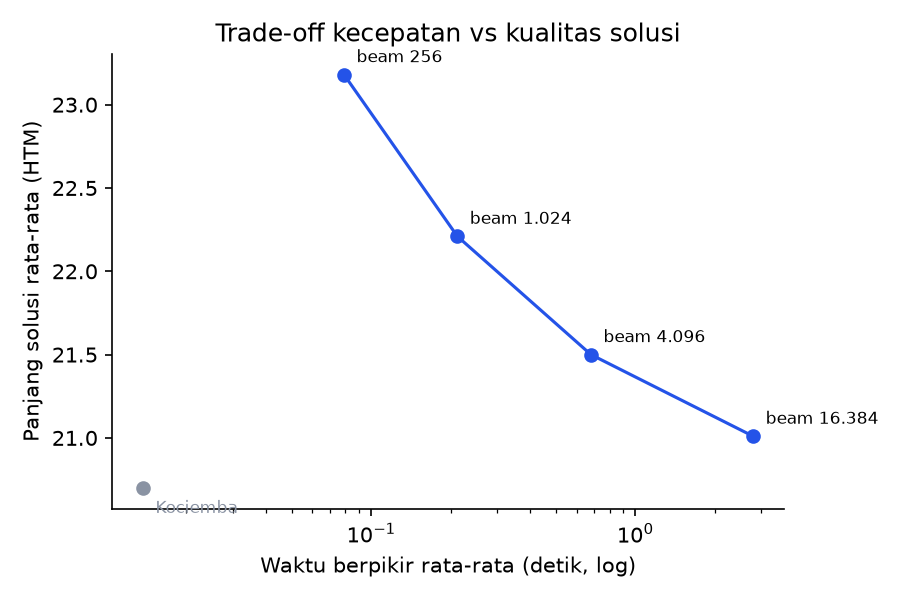 Trade-off kecepatan vs kualitas solusi
beam 256
23.0
22.5
beam 1.024
22.0
21.5
beam 4.096
21.0
beam 16.384
Kociemba
10⁻¹
10⁰
Panjang solusi rata-rata (HTM)
Waktu berpikir rata-rata (detik, log)